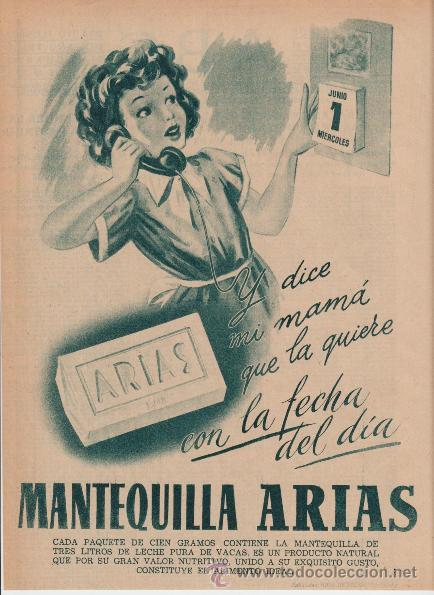 JUNIO
1
MIERCOLES
Y dice
mi mamá
que la quiere
con la fecha
del día
ARIAS
MANTEQUILLA ARIAS
CADA PAQUETE DE CIEN GRAMOS CONTIENE LA MANTEQUILLA DE
TRES LITROS DE LECHE PURA DE VACAS. ES UN PRODUCTO NATURAL
QUE POR SU GRAN VALOR NUTRITIVO, UNIDO A SU EXQUISITO GUSTO,
CONSTITUYE EL ALIMENTO IDEAL.
todocoleccion.net